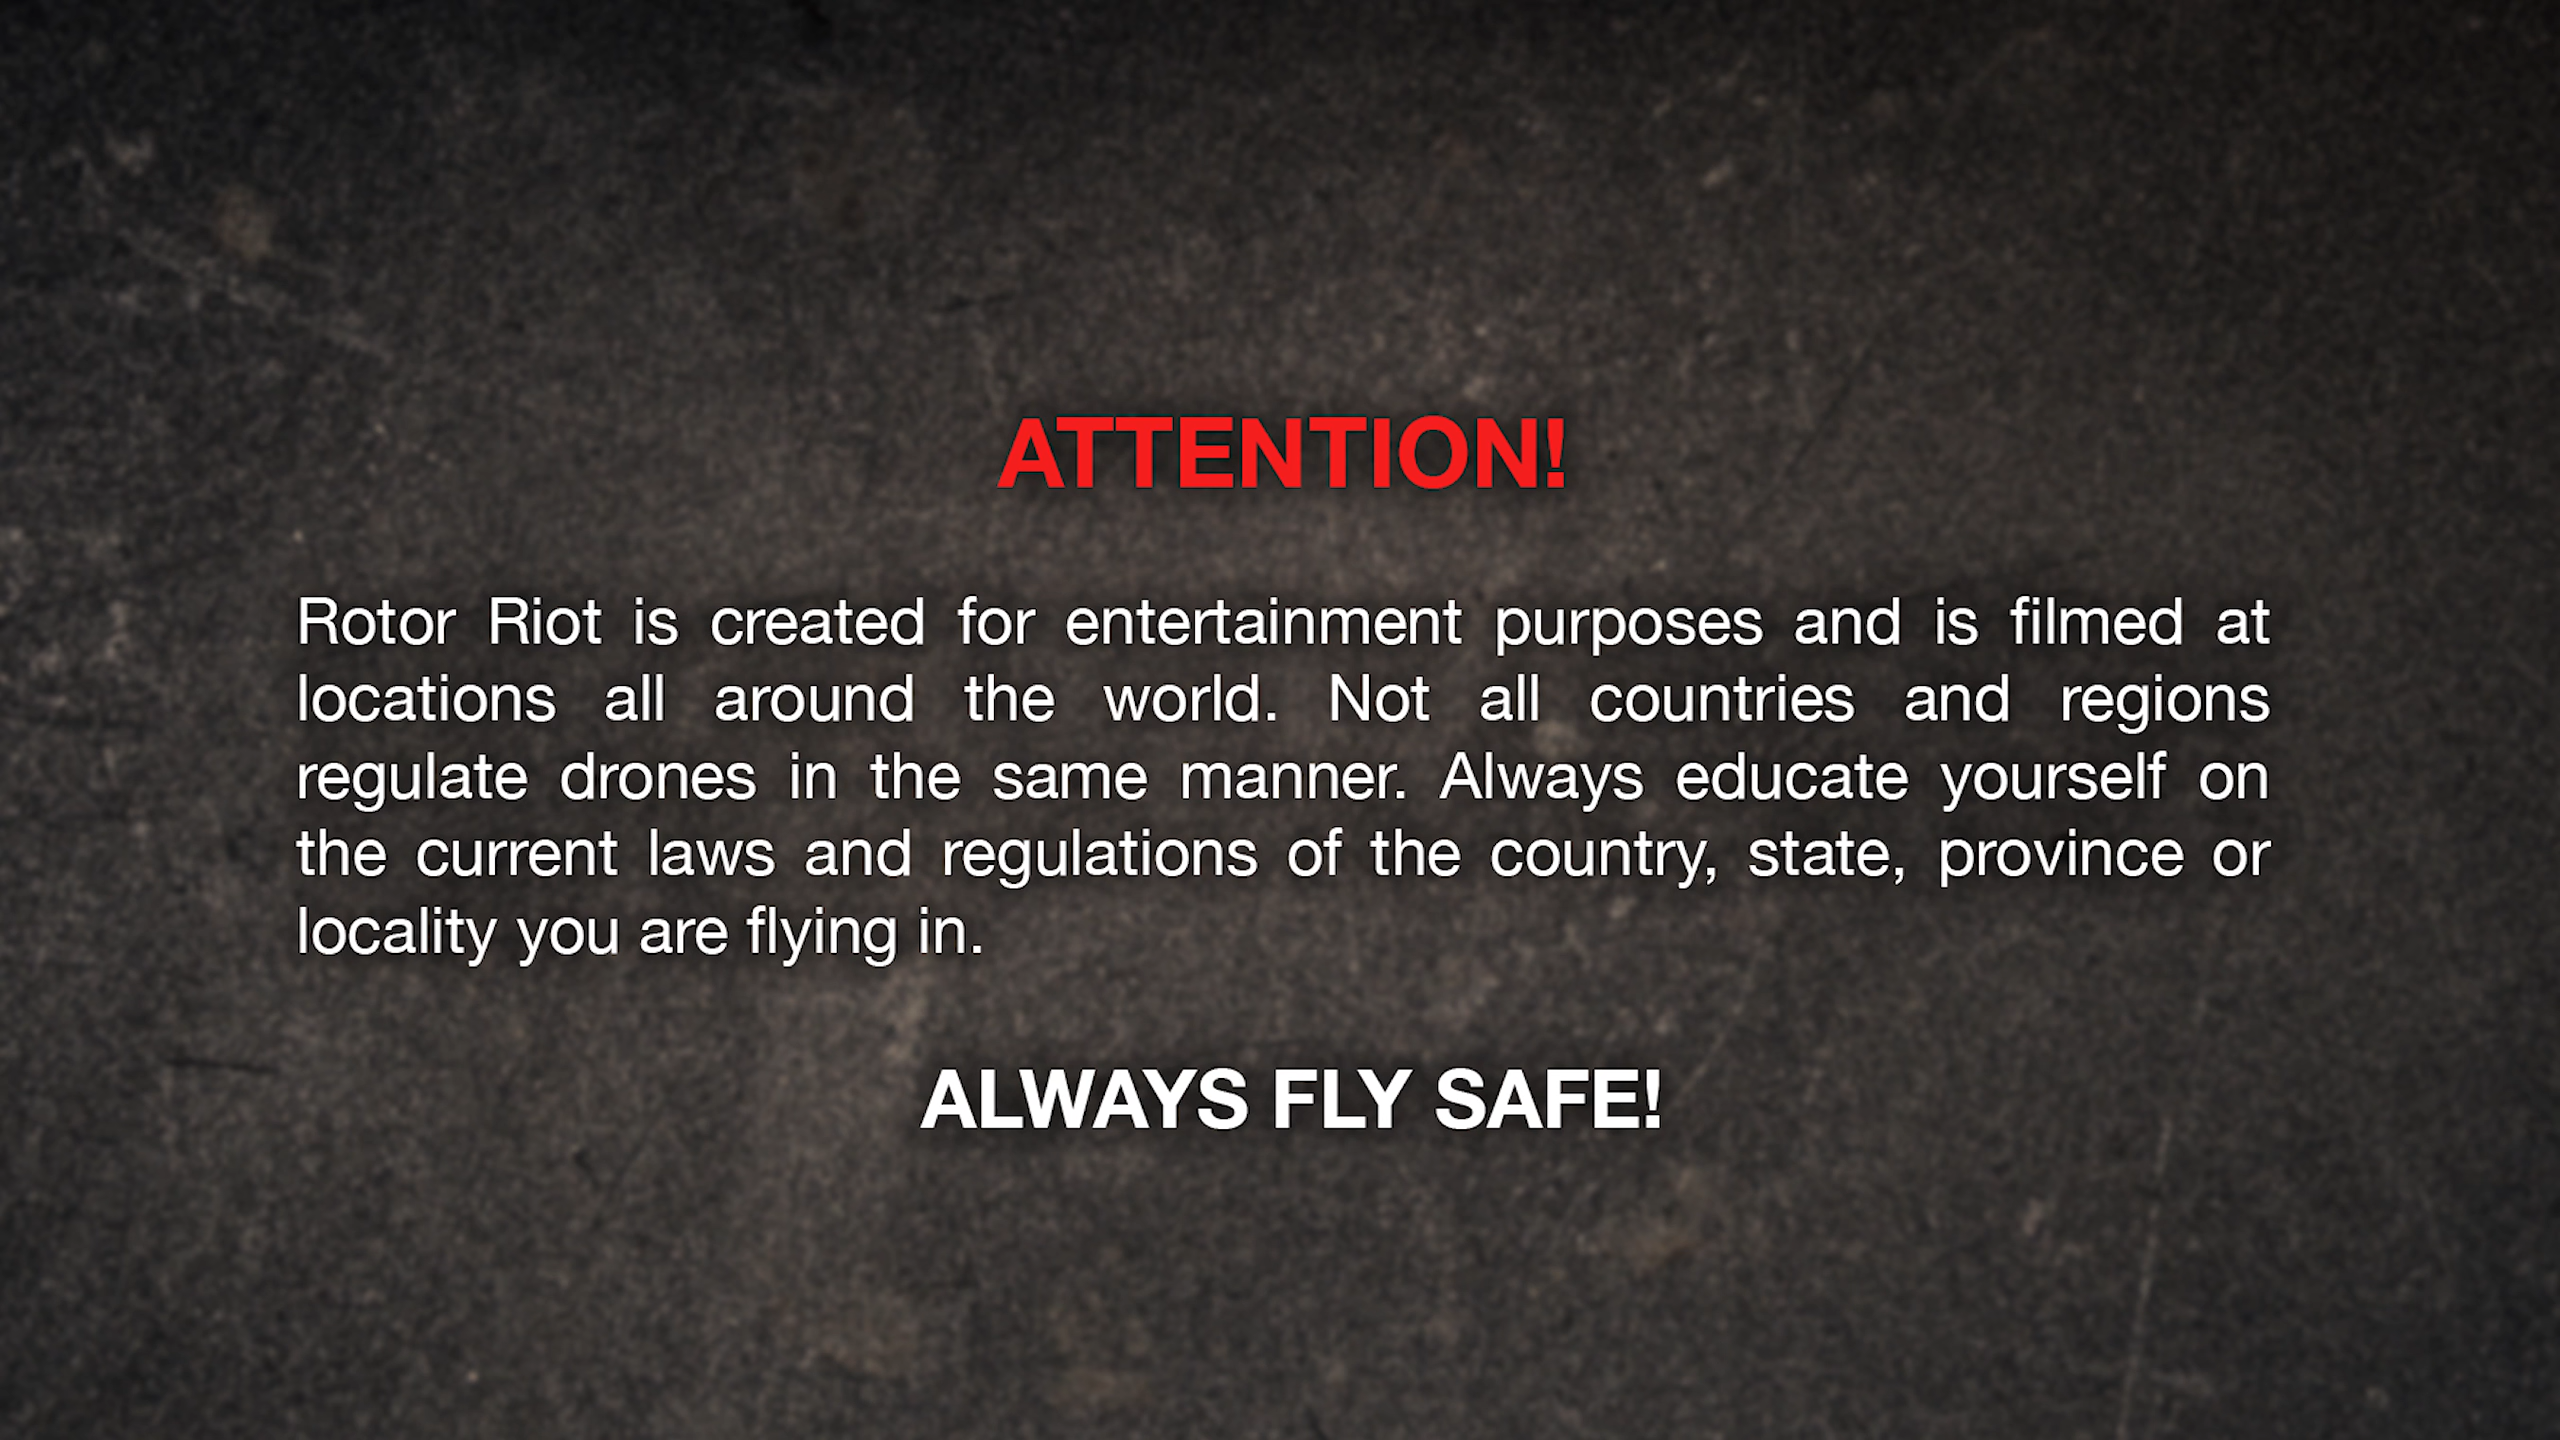 ATTENTION!
Rotor Riot is created for entertainment purposes and is filmed at
locations all around the world. Not all countries and regions
regulate drones in the same manner. Always educate yourself on
the current laws and regulations of the country, state, province or
locality you are flying in.
ALWAYS FLY SAFE!